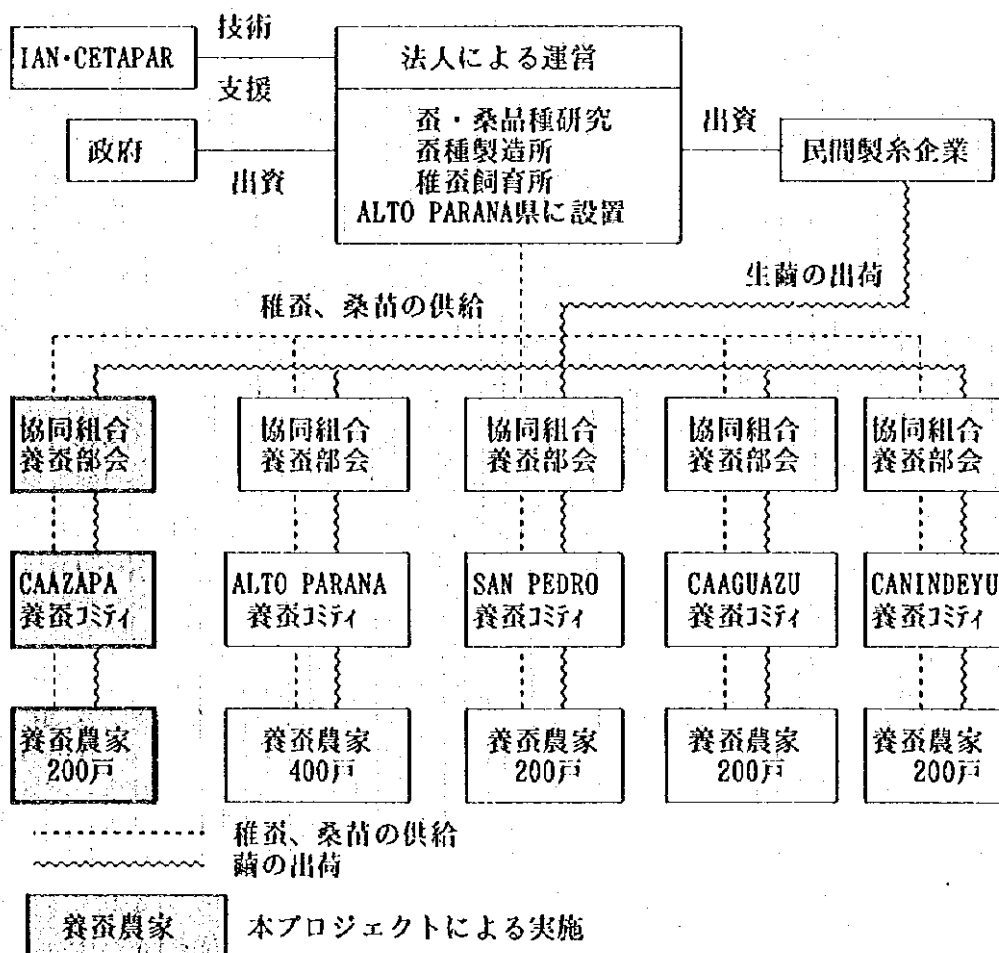 技術
IAN・CETAPAR
支援
法人による運営
政府
出資
蚕・桑品種研究
蚕種製造所
稚蚕飼育所
ALTO PARANA県に設置
出資
民間製糸企業
生繭の出荷
稚蚕、桑苗の供給
協同組合
養蚕部会
協同組合
養蚕部会
協同組合
養蚕部会
協同組合
養蚕部会
協同組合
養蚕部会
CAAZAPA
養蚕コミティ
ALTO PARANA
養蚕コミティ
SAN PEDRO
養蚕コミティ
CAAGUAZU
養蚕コミティ
CANINDEYU
養蚕コミティ
養蚕農家
200戸
養蚕農家
400戸
養蚕農家
200戸
養蚕農家
200戸
養蚕農家
200戸
稚蚕、桑苗の供給
繭の出荷
養蚕農家
本プロジェクトによる実施